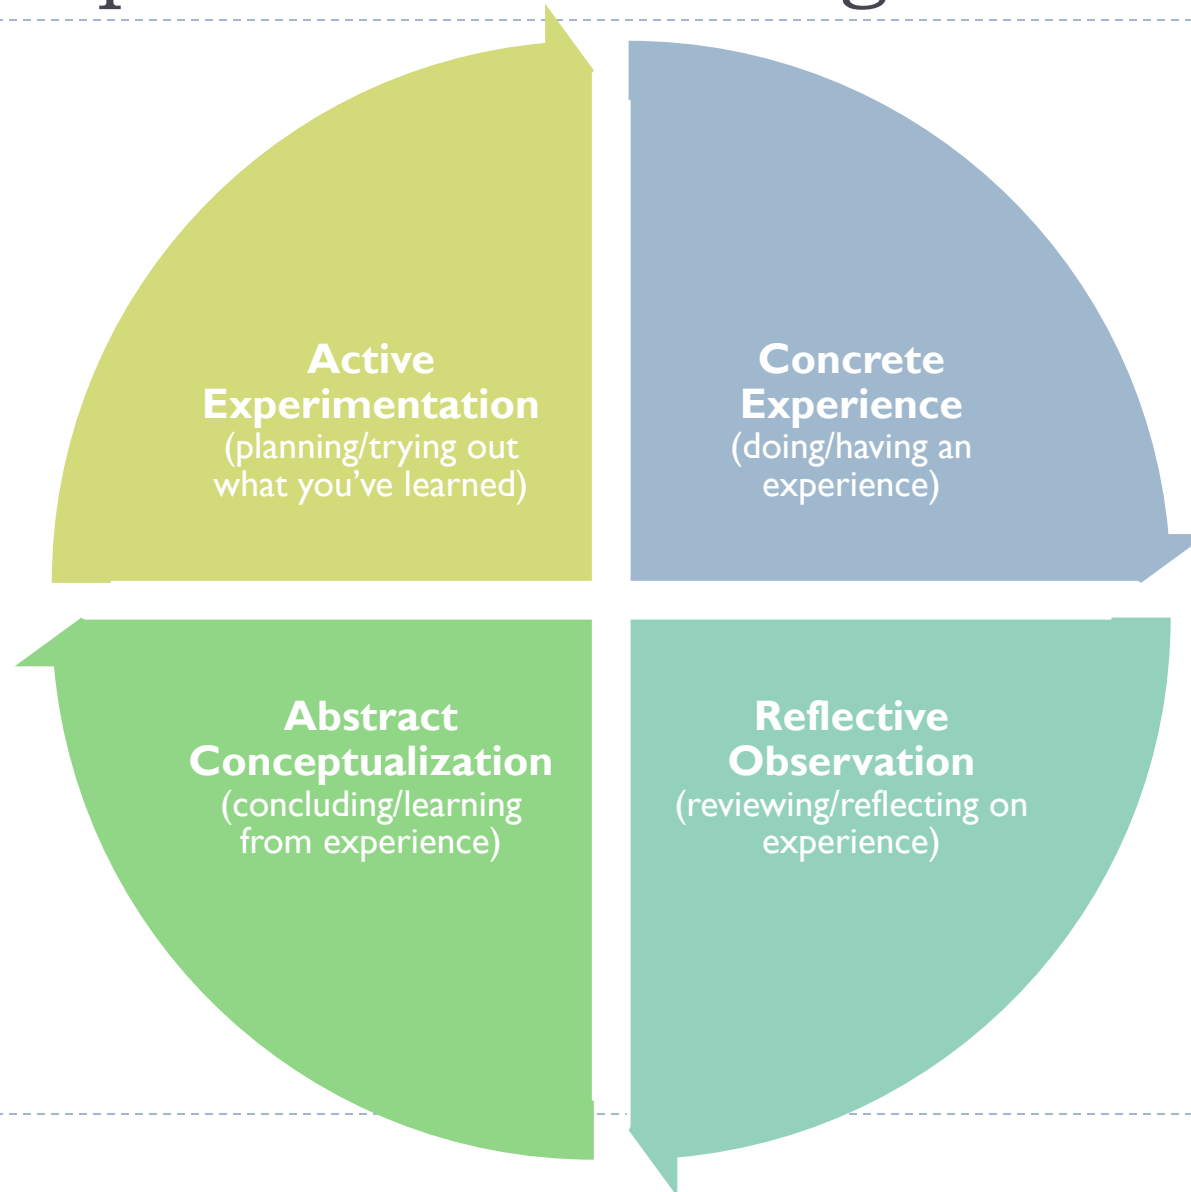 Active
Experimentation
(planning/trying out
what you’ve learned)
Concrete
Experience
(doing/having an
experience)
Abstract
Conceptualization
(concluding/learning
from experience)
Reflective
Observation
(reviewing/reflecting on
experience)